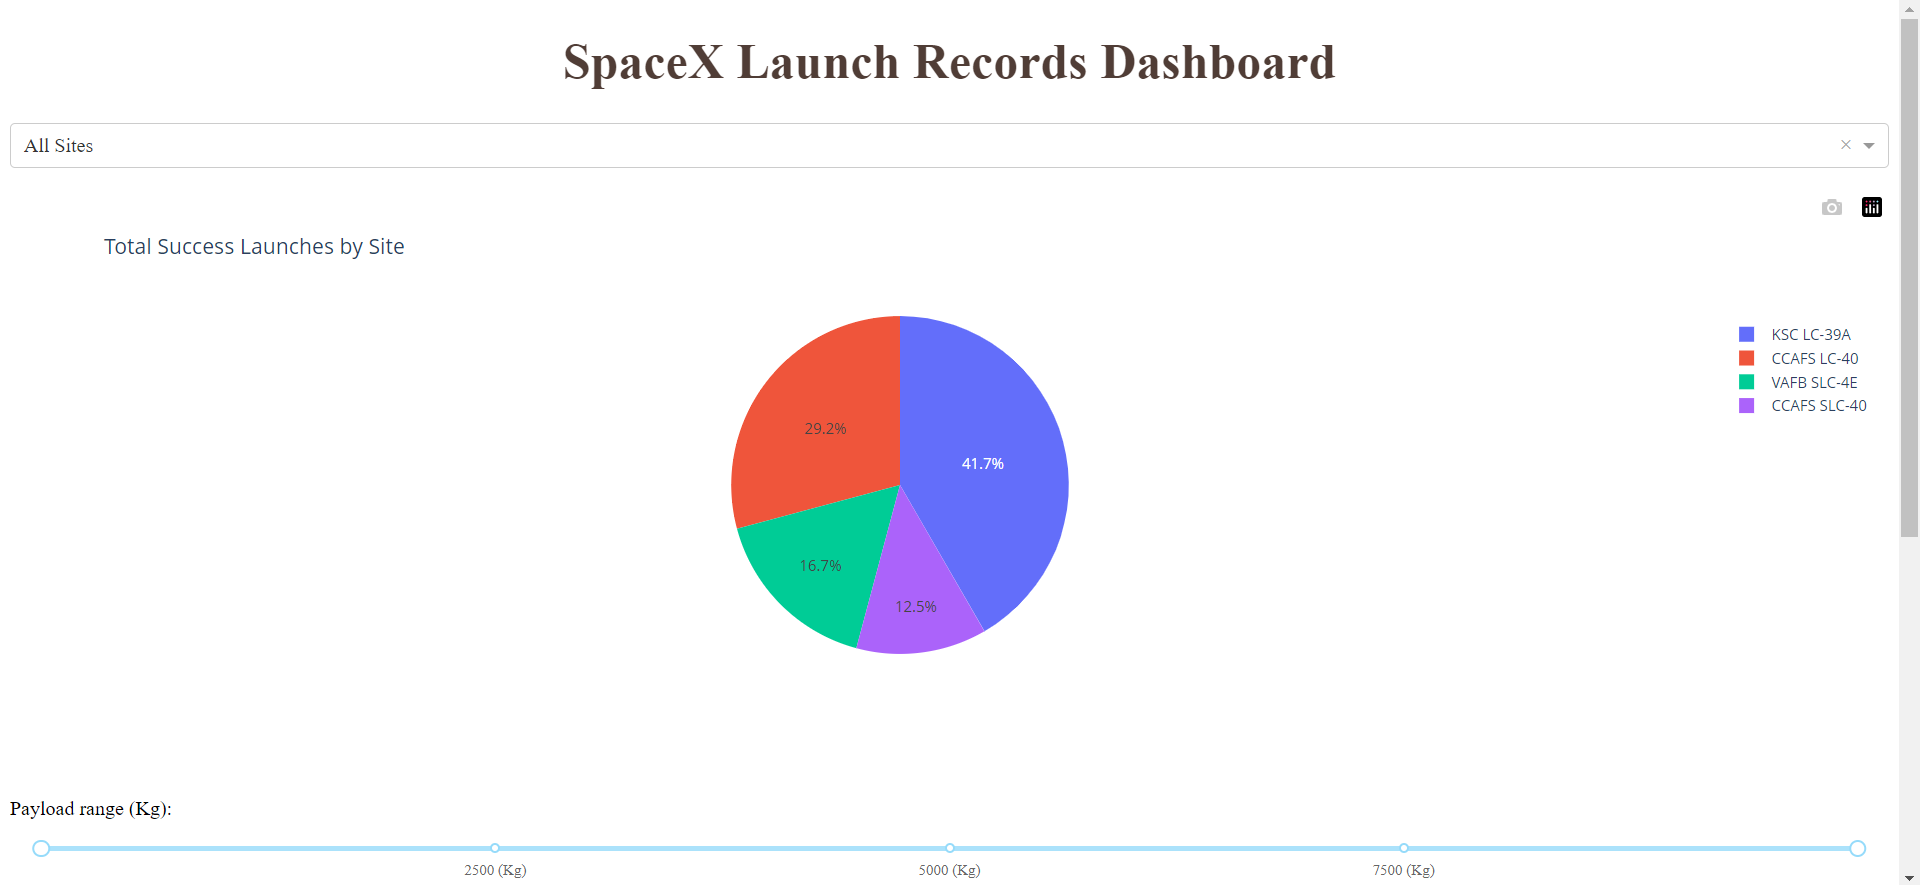 SpaceX Launch Records Dashboard
All Sites
Total Success Launches by Site
KSC LC-39A
CCAFS LC-40
VAFB SLC-4E
CCAFS SLC-40
29.2%
41.7%
16.7%
12.5%
Payload range (Kg):
2500 (Kg)
5000 (Kg)
7500 (Kg)